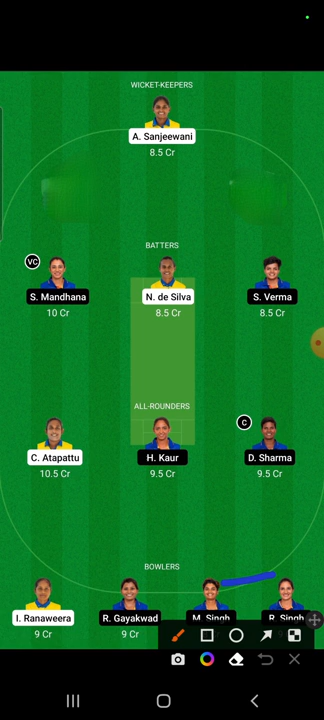 WICKET-KEEPERS
A. Sanjeewani
8.5 Cr
BATTERS
VC
S. Mandhana
N. de Silva
S. Verma
10 Cr
8.5 Cr
8.5 Cr
ALL-ROUNDERS
C
C. Atapattu
H. Kaur
D. Sharma
10.5 Cr
9.5 Cr
9.5 Cr
BOWLERS
I. Ranaweera
R. Gayakwad
M. Singh
R. Singh
9 Cr
9 Cr